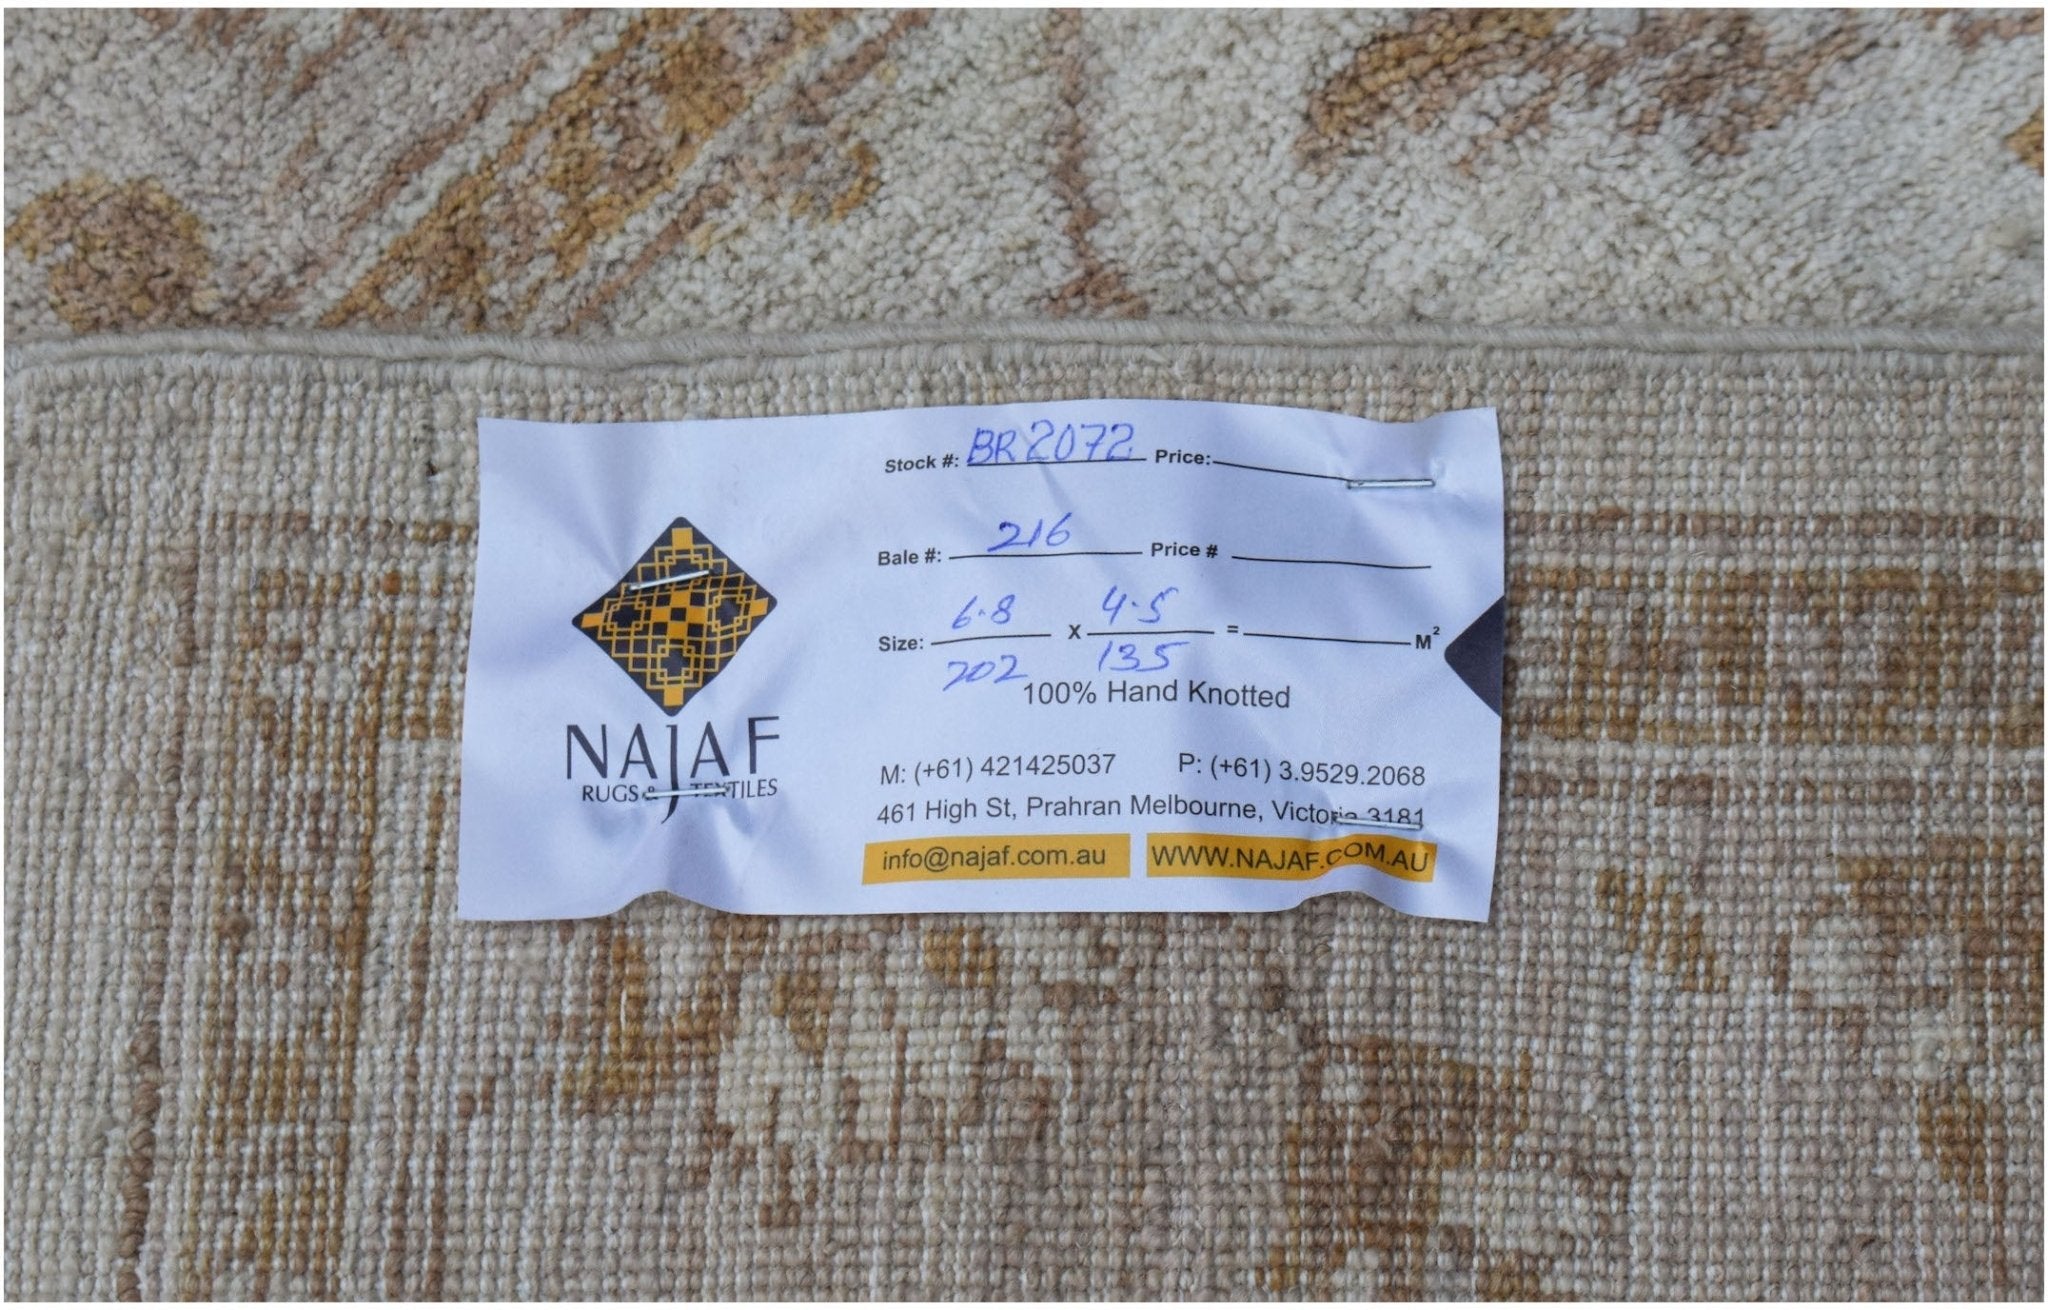 Stock #: BR 2072 Price:
Bale #: 216 Price #
6.8 4.5
Size: x = M²
202 135
100% Hand Knotted
NAJAF
RUGS & TEXTILES
M: (+61) 421425037 P: (+61) 3.9529.2068
461 High St, Prahran Melbourne, Victoria 3181
info@najaf.com.au WWW.NAJAF.COM.AU